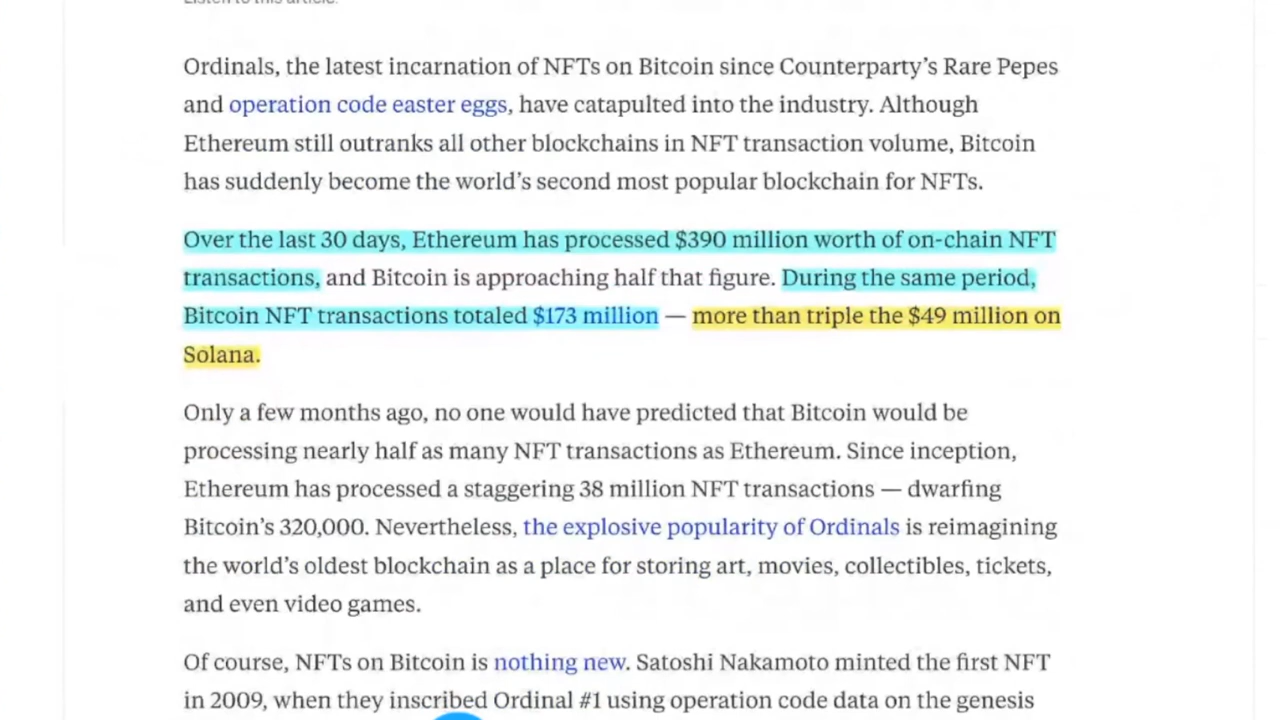 Listen to this article.
Ordinals, the latest incarnation of NFTs on Bitcoin since Counterparty’s Rare Pepes
and operation code easter eggs, have catapulted into the industry. Although
Ethereum still outranks all other blockchains in NFT transaction volume, Bitcoin
has suddenly become the world’s second most popular blockchain for NFTs.
Over the last 30 days, Ethereum has processed $390 million worth of on-chain NFT
transactions, and Bitcoin is approaching half that figure. During the same period,
Bitcoin NFT transactions totaled $173 million — more than triple the $49 million on
Solana.
Only a few months ago, no one would have predicted that Bitcoin would be
processing nearly half as many NFT transactions as Ethereum. Since inception,
Ethereum has processed a staggering 38 million NFT transactions — dwarfing
Bitcoin’s 320,000. Nevertheless, the explosive popularity of Ordinals is reimagining
the world’s oldest blockchain as a place for storing art, movies, collectibles, tickets,
and even video games.
Of course, NFTs on Bitcoin is nothing new. Satoshi Nakamoto minted the first NFT
in 2009, when they inscribed Ordinal #1 using operation code data on the genesis